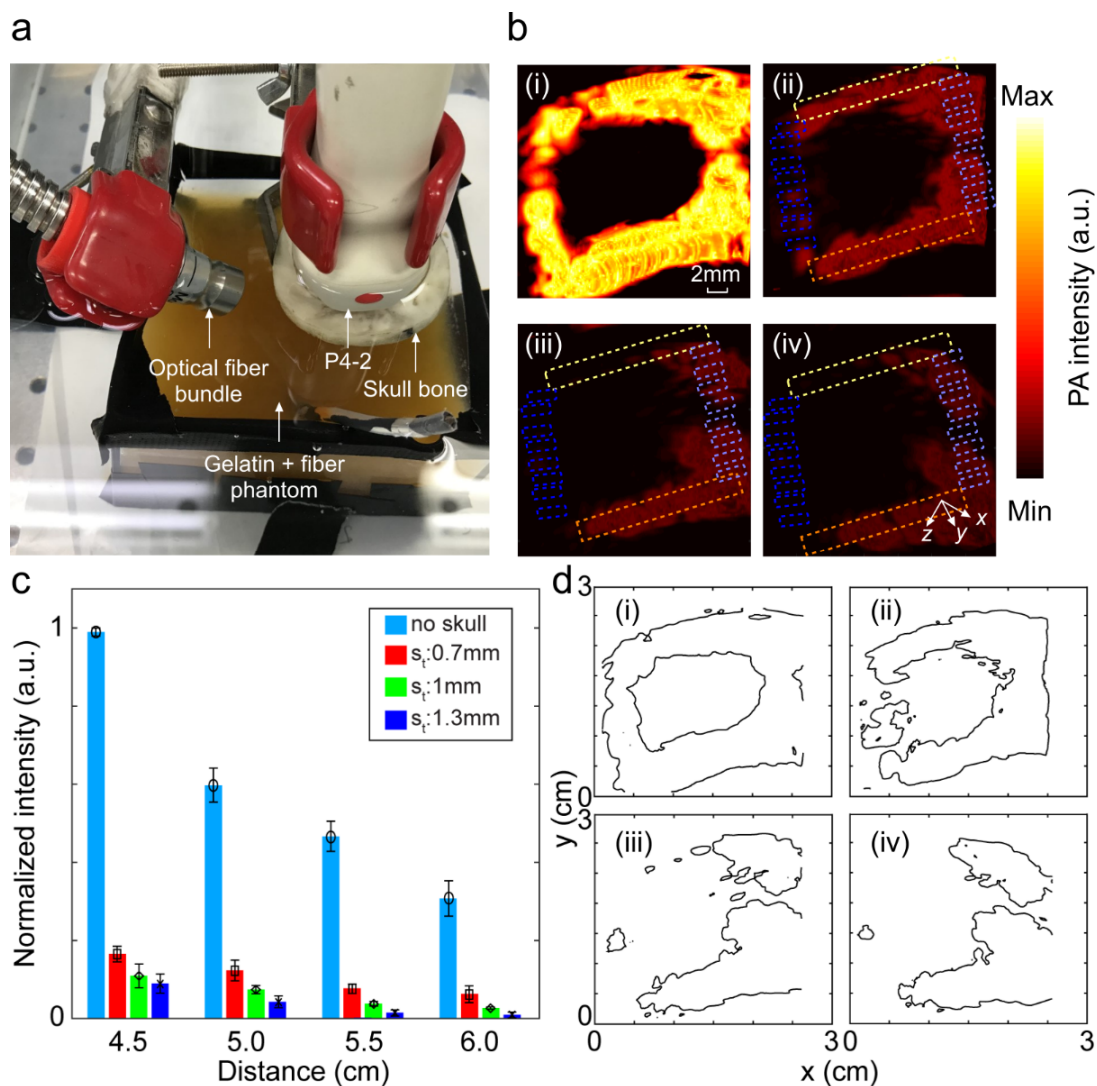 a
Optical fiber
bundle
P4-2
Skull bone
Gelatin + fiber
phantom
b
(i)
2mm
(ii)
(iii)
(iv)
z
y
x
Max
PA intensity (a.u.)
Min
c
1
Normalized intensity (a.u.)
0
no skull
st:0.7mm
st:1mm
st:1.3mm
4.5
5.0
5.5
6.0
Distance (cm)
d
3
(i)
(ii)
0
3
(iii)
(iv)
y (cm)
0
0
3
0
3
x (cm)